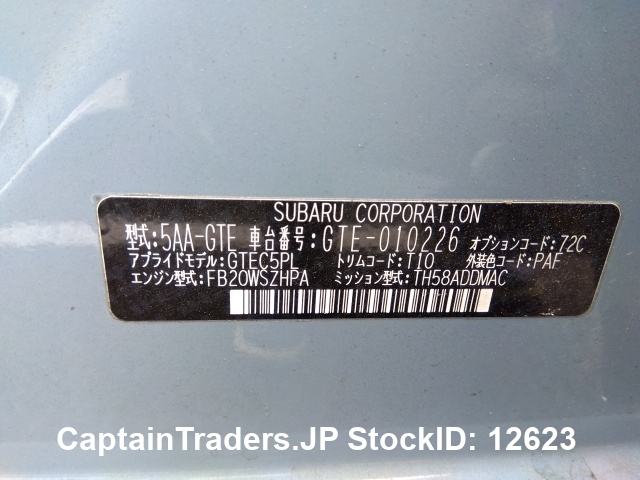 SUBARU CORPORATION
型式:5AA-GTE 車台番号:GTE-010226 オプションコード:72C
アプライドモデル:GTEC5PL トリムコード:T10 外装色コード:PAF
エンジン型式:FB20WSZHPA ミッション型式:TH58ADDMAC
CaptainTraders.JP StockID: 12623